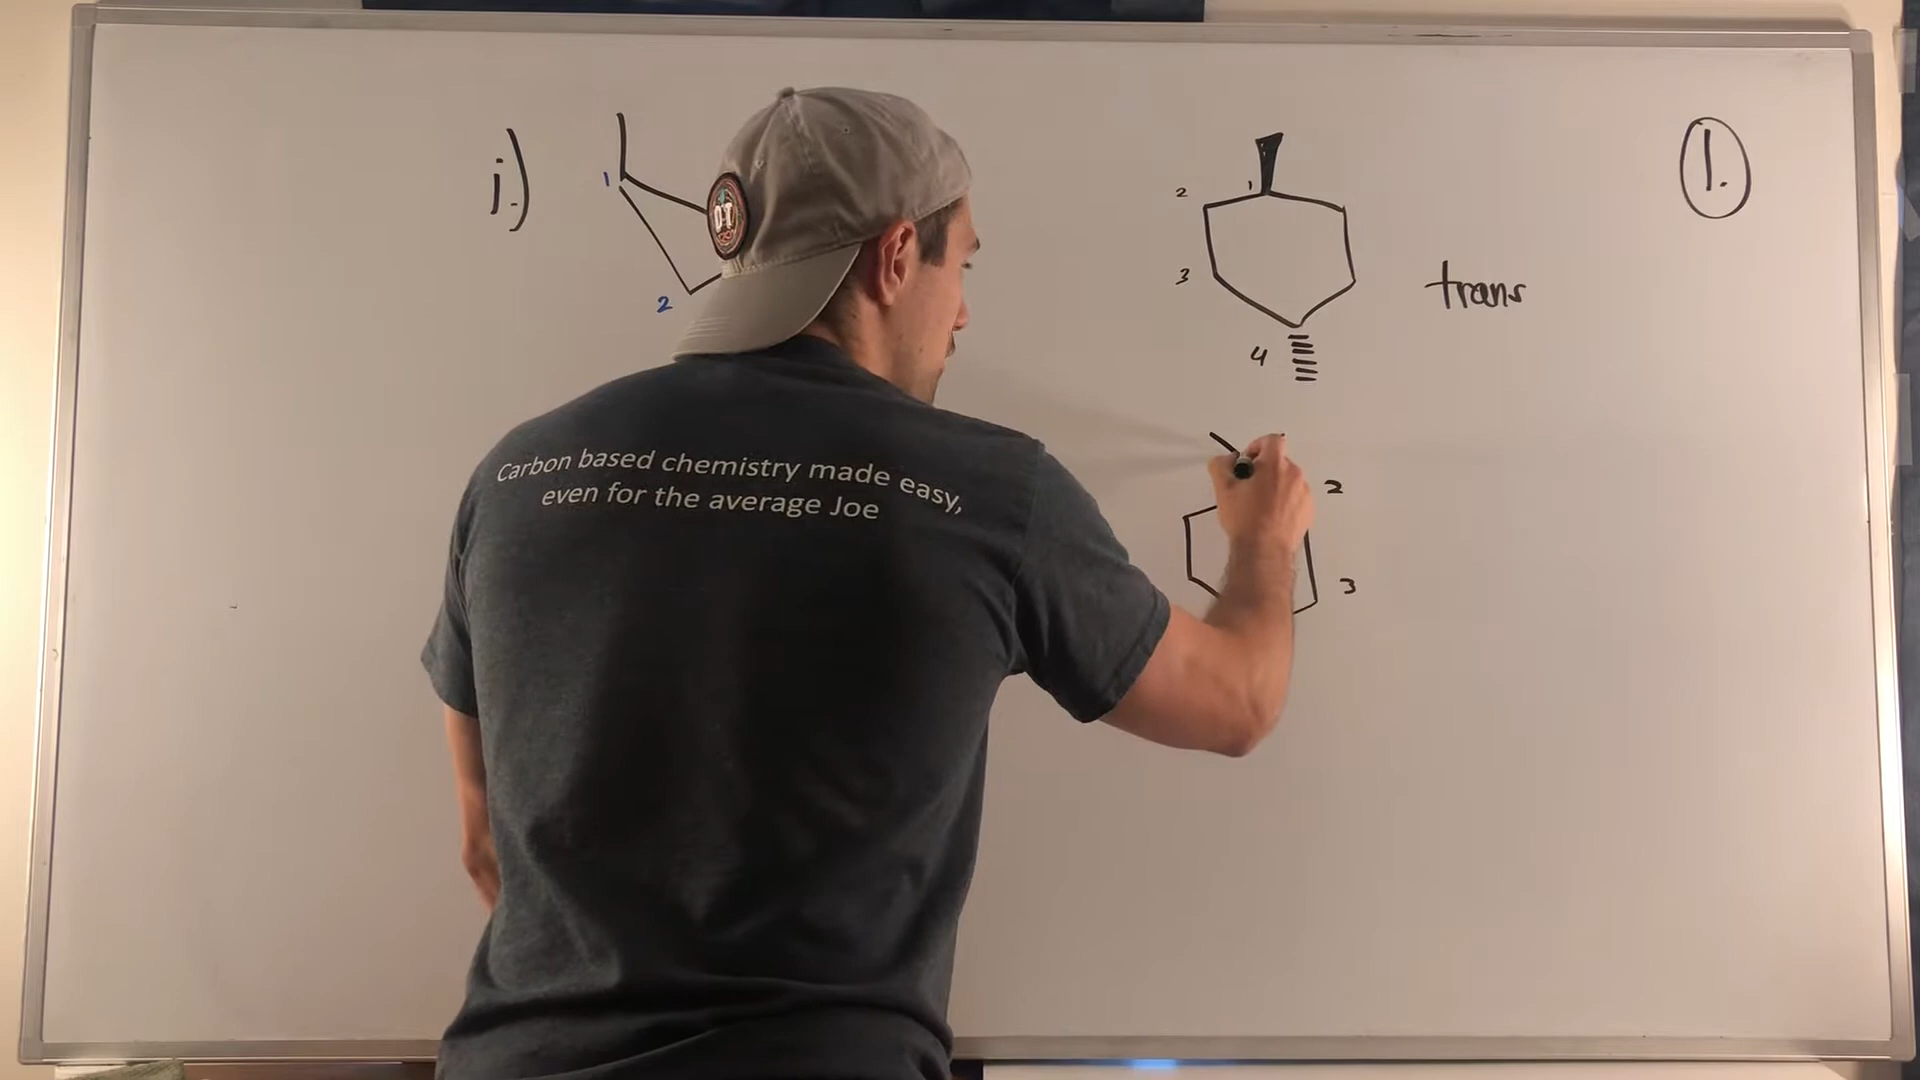 i.)
1
2
1
2
3
4
trans
1.
2
3
Carbon based chemistry made easy,
even for the average Joe